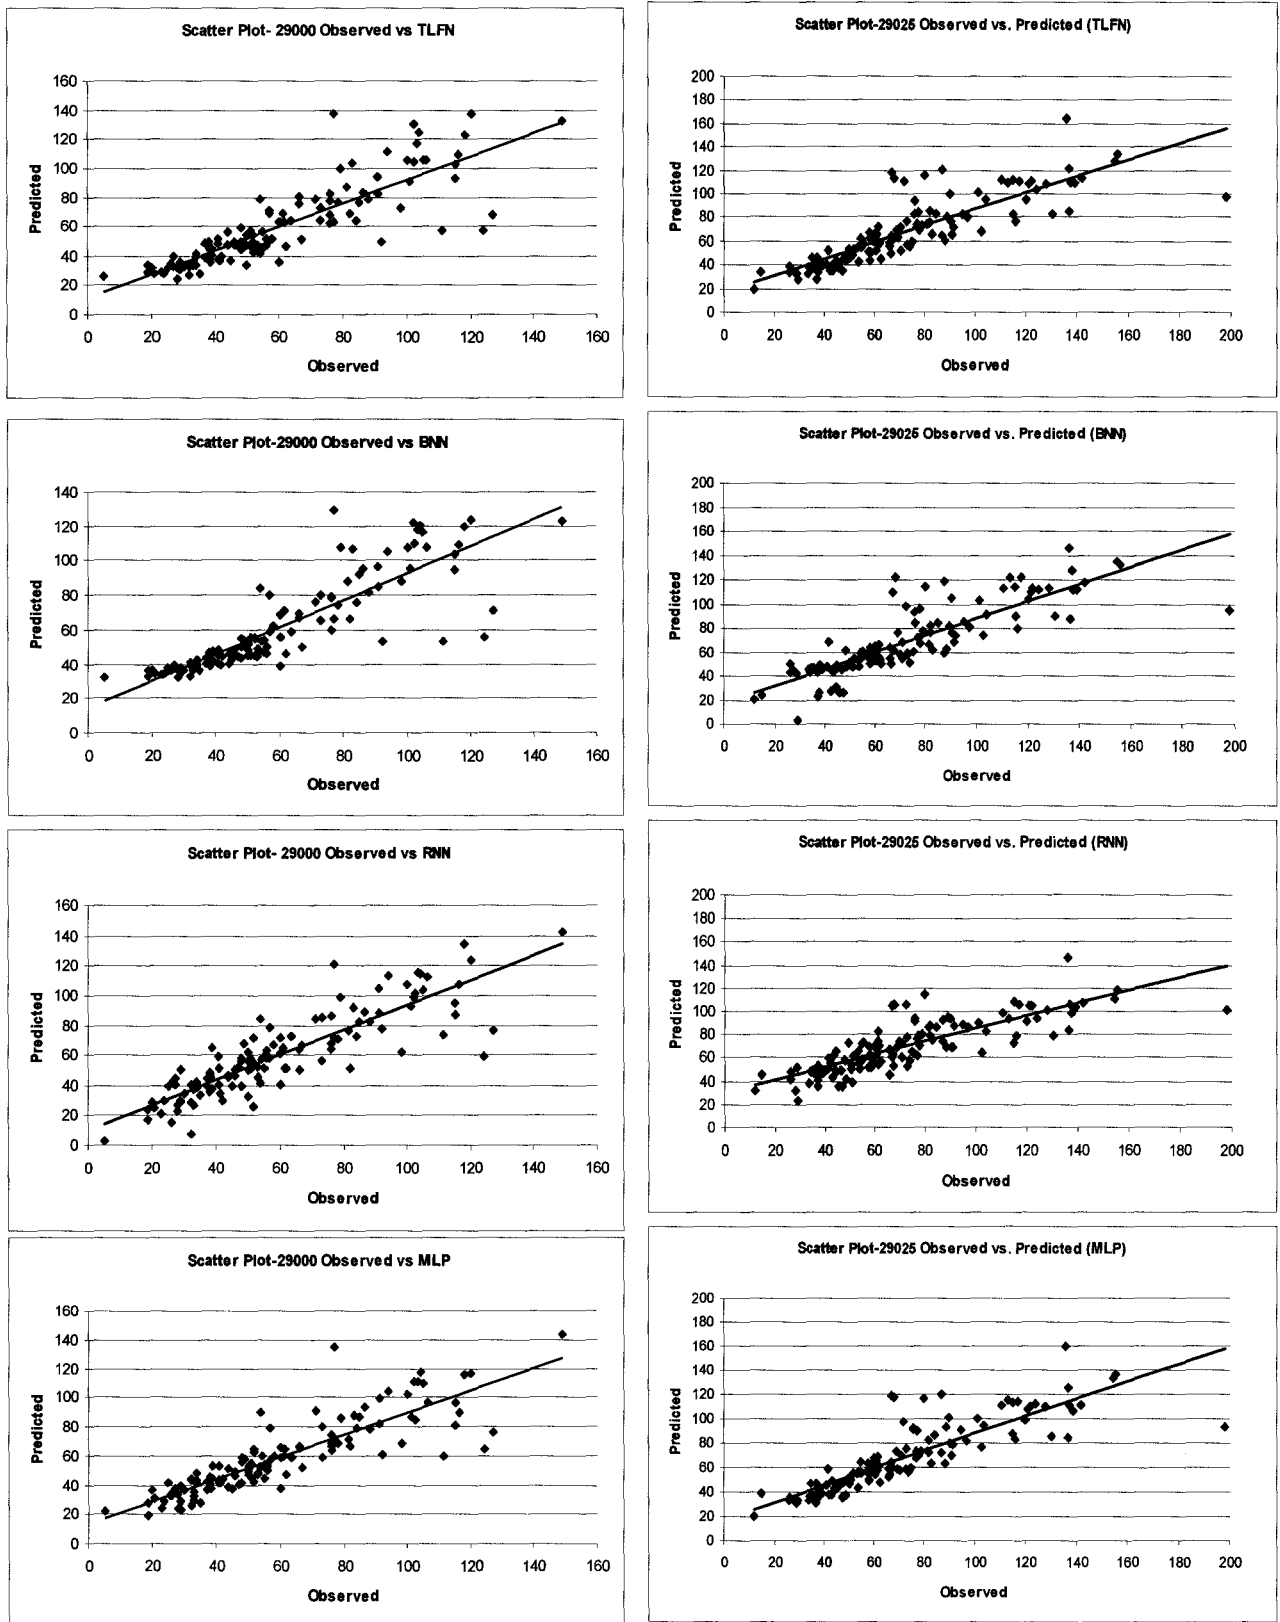 Scatter Plot- 29000 Observed vs TLFN
160
140
120
100
80
60
40
20
0
Predicted
0 20 40 60 80 100 120 140 160
Observed
Scatter Plot-29025 Observed vs. Predicted (TLFN)
200
180
160
140
120
100
80
60
40
20
0
Predicted
0 20 40 60 80 100 120 140 160 180 200
Observed
Scatter Plot-29000 Observed vs BNN
140
120
100
80
60
40
20
0
Predicted
0 20 40 60 80 100 120 140 160
Observed
Scatter Plot-29025 Observed vs. Predicted (BNN)
200
180
160
140
120
100
80
60
40
20
0
Predicted
0 20 40 60 80 100 120 140 160 180 200
Observed
Scatter Plot- 29000 Observed vs RNN
160
140
120
100
80
60
40
20
0
Predicted
0 20 40 60 80 100 120 140 160
Observed
Scatter Plot-29025 Observed vs. Predicted (RNN)
200
180
160
140
120
100
80
60
40
20
0
Predicted
0 20 40 60 80 100 120 140 160 180 200
Observed
Scatter Plot-29000 Observed vs MLP
160
140
120
100
80
60
40
20
0
Predicted
0 20 40 60 80 100 120 140 160
Observed
Scatter Plot-29025 Observed vs. Predicted (MLP)
200
180
160
140
120
100
80
60
40
20
0
Predicted
0 20 40 60 80 100 120 140 160 180 200
Observed